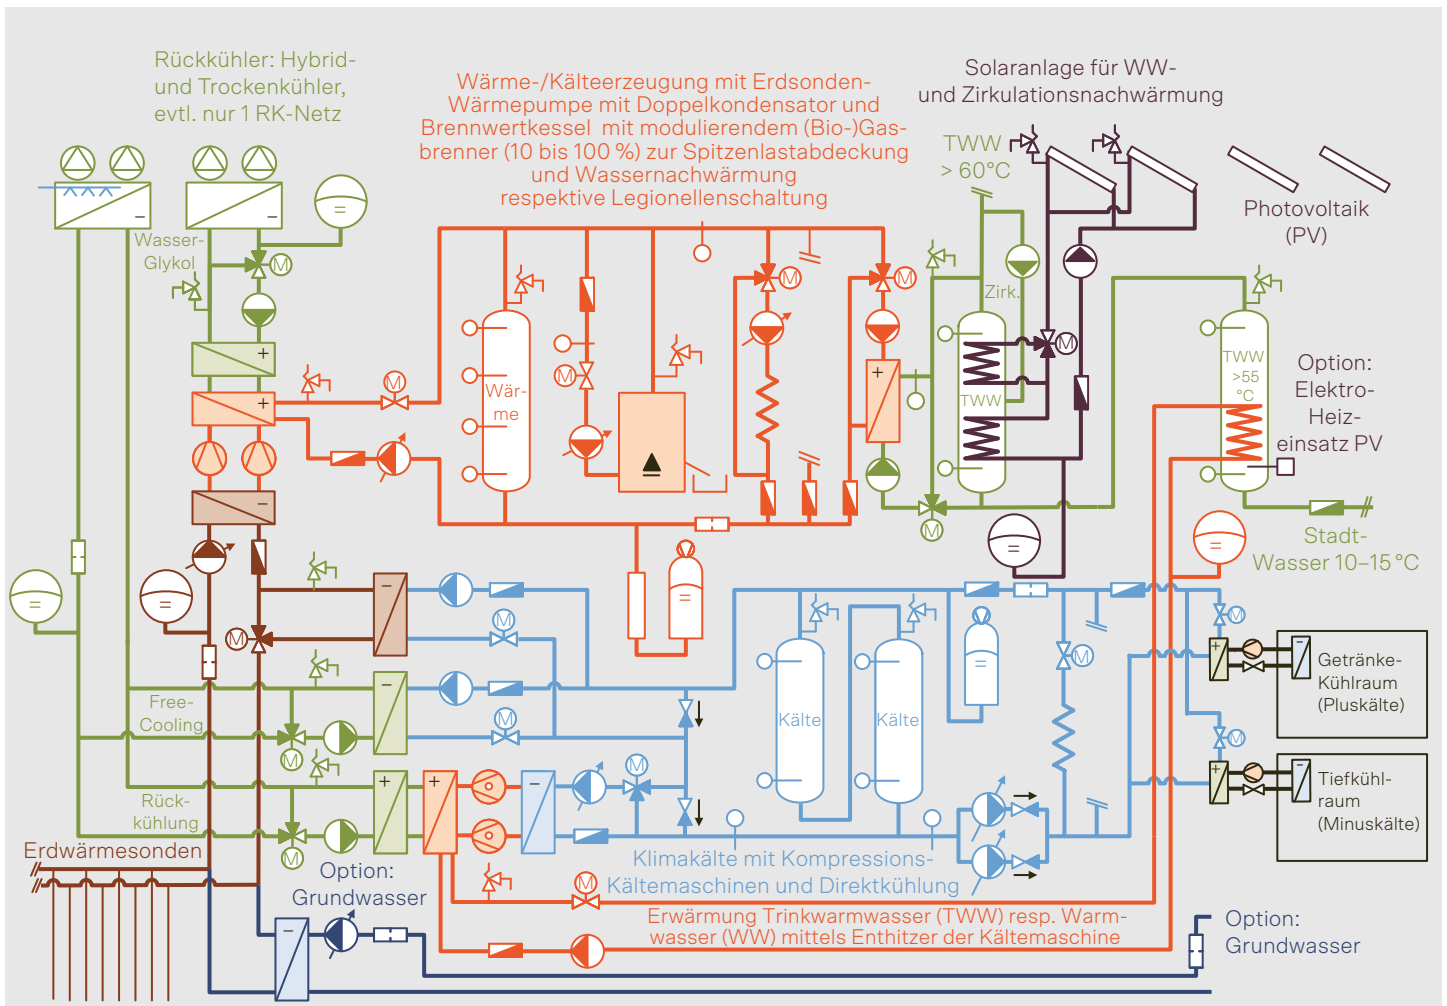 Rückkühler: Hybrid-
und Trockenkühler,
evtl. nur 1 RK-Netz
Wärme-/Kälteerzeugung mit Erdsonden-
Wärmepumpe mit Doppelkondensator und
Brennwertkessel mit modulierendem (Bio-)Gas-
brenner (10 bis 100 %) zur Spitzenlastabdeckung
und Wassernachwärmung
respektive Legionellenschaltung
Solaranlage für WW-
und Zirkulationsnachwärmung
TWW
> 60°C
Photovoltaik
(PV)
Wasser-
Glykol
M
M
M
Zirk.
M
M
M
Wär-
me
TWW
TWW
>55
°C
Option:
Elektro-
Heiz-
einsatz PV
M
Stadt-
Wasser 10–15 °C
M
M
M
M
Free-
Cooling
M
M
Kälte
Kälte
Getränke-
Kühlraum
(Pluskälte)
M
M
M
Rück-
kühlung
M
Tiefkühl-
raum
(Minuskälte)
Erdwärmesonden
Option:
Grundwasser
Klimakälte mit Kompressions-
Kältemaschinen und Direktkühlung
M
Erwärmung Trinkwarmwasser (TWW) resp. Warm-
wasser (WW) mittels Enthitzer der Kältemaschine
Option:
Grundwasser